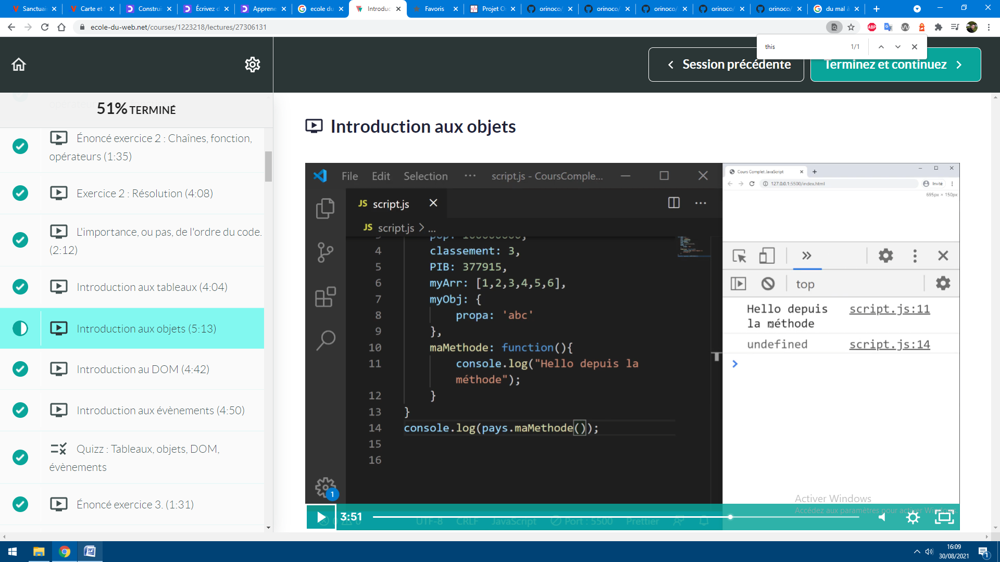 Sanctuai
Carte et
Construi
Écrivez d
Apprene
ecole du
Introduc
Favoris
Projet O
orinoco/
orinoco/
orinoco/
orinoco/
orinoco/
du mal à
ecole-du-web.net/courses/1223218/lectures/27306131
ABP
this 1/1
Session précédente
Terminez et continuez
51% TERMINÉ
Énoncé exercice 2 : Chaînes, fonction,
opérateurs (1:35)
Exercice 2 : Résolution (4:08)
L'importance, ou pas, de l'ordre du code.
(2:12)
Introduction aux tableaux (4:04)
Introduction aux objets (5:13)
Introduction au DOM (4:42)
Introduction aux évènements (4:50)
Quizz : Tableaux, objets, DOM,
évènements
Énoncé exercice 3. (1:31)
Introduction aux objets
File Edit Selection ··· script.js - CoursComple...
JS script.js
JS script.js > ...
4 classement: 3,
5 PIB: 377915,
6 myArr: [1,2,3,4,5,6],
7 myObj: {
8 propa: 'abc'
9 },
10 maMethode: function(){
11 console.log("Hello depuis la
méthode");
12 }
13 }
14 console.log(pays.maMethode());
15
16
1
Cours Complet JavaScript
127.0.0.1:5500/index.html
Invité
695px × 150px
top
Hello depuis script.js:11
la méthode
undefined script.js:14
Activer Windows
Accédez aux paramètres pour activer Windows.
3:51
UTF-8 CRLF JavaScript Port : 5500 Prettier
16:09
30/08/2021
1